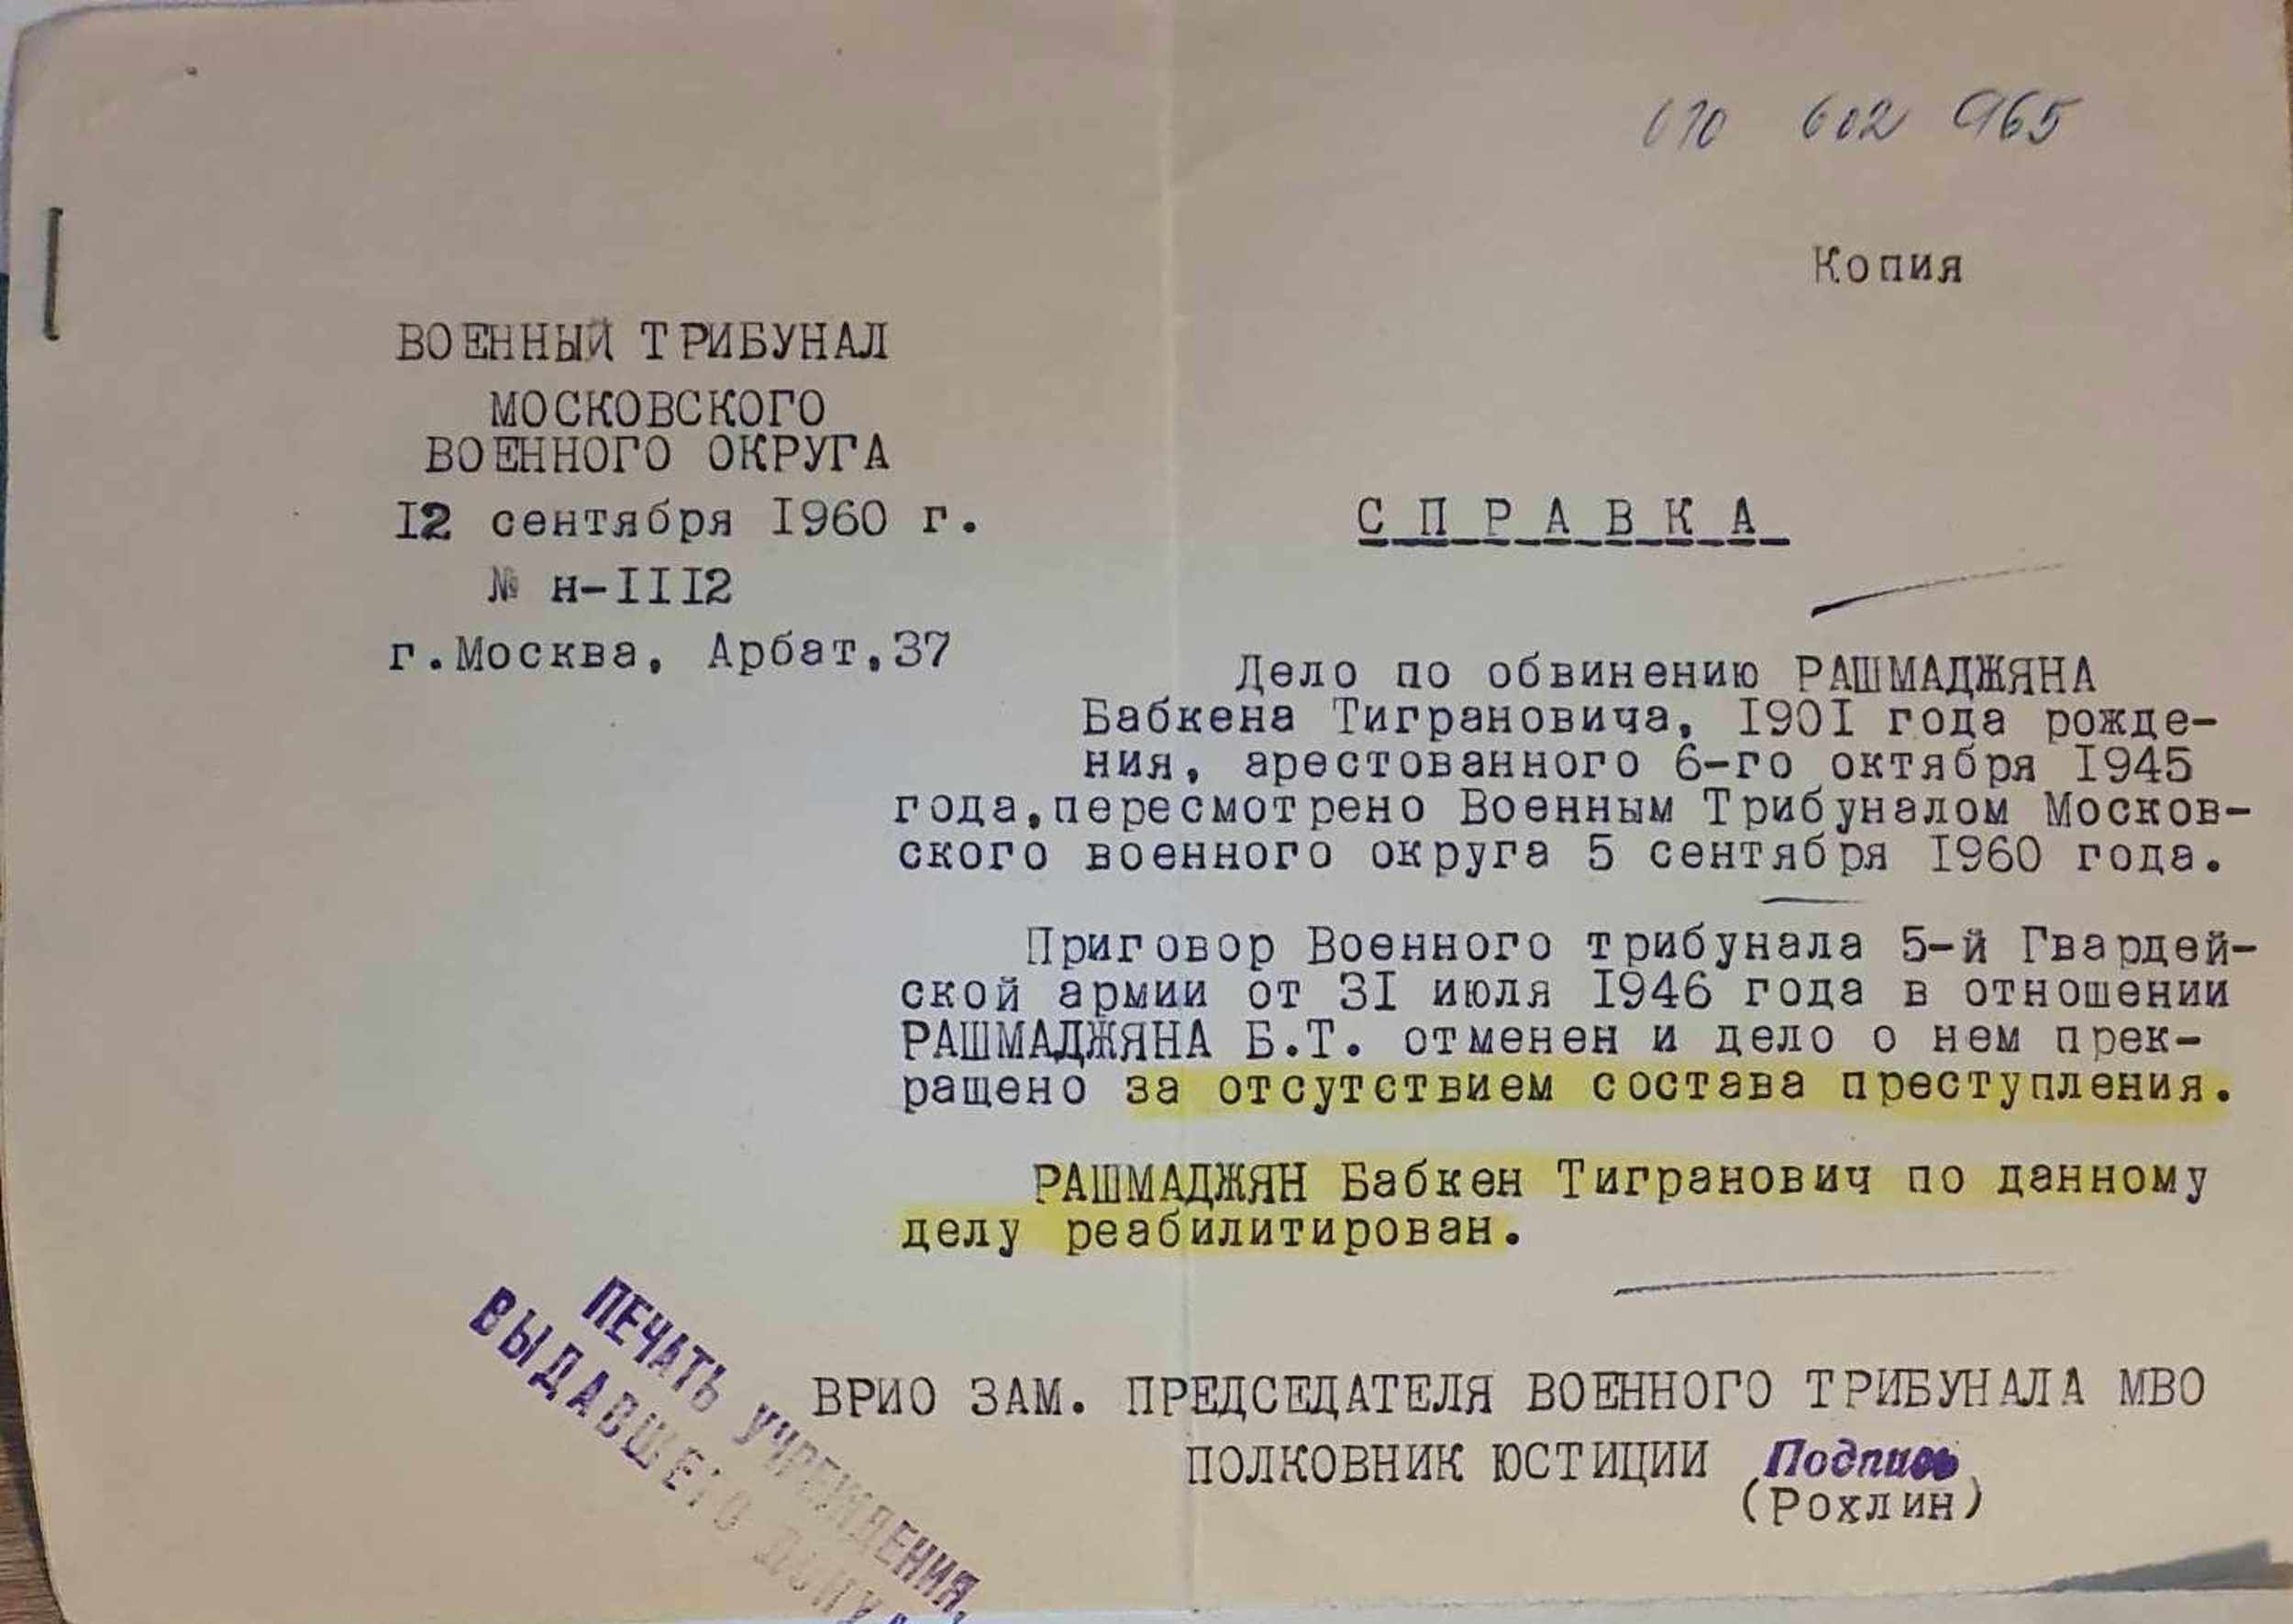 602 965
Копия
ВОЕННЫЙ ТРИБУНАЛ
МОСКОВСКОГО
ВОЕННОГО ОКРУГА
12 сентября 1960 г.
№ н-1112
г.Москва, Арбат,37
СПРАВКА
Дело по обвинению РАШМАДЖЯНА
Бабкена Тиграновича, 1901 года рожде-
ния, арестованного 6-го октября 1945
года,пересмотрено Военным Трибуналом Москов-
ского военного округа 5 сентября 1960 года.
Приговор Военного трибунала 5-й Гвардей-
ской армии от 31 июля 1946 года в отношении
РАШМАДЖЯНА Б.Т. отменен и дело о нем прек-
ращено за отсутствием состава преступления.
РАШМАДЖЯН Бабкен Тигранович по данному
делу реабилитирован.
ПЕЧАТЬ УЧРЕЖДЕНИЯ,
ВЫДАВШЕГО
ВРИО ЗАМ. ПРЕДСЕДАТЕЛЯ ВОЕННОГО ТРИБУНАЛА МВО
ПОЛКОВНИК ЮСТИЦИИ Подпись
(Рохлин)